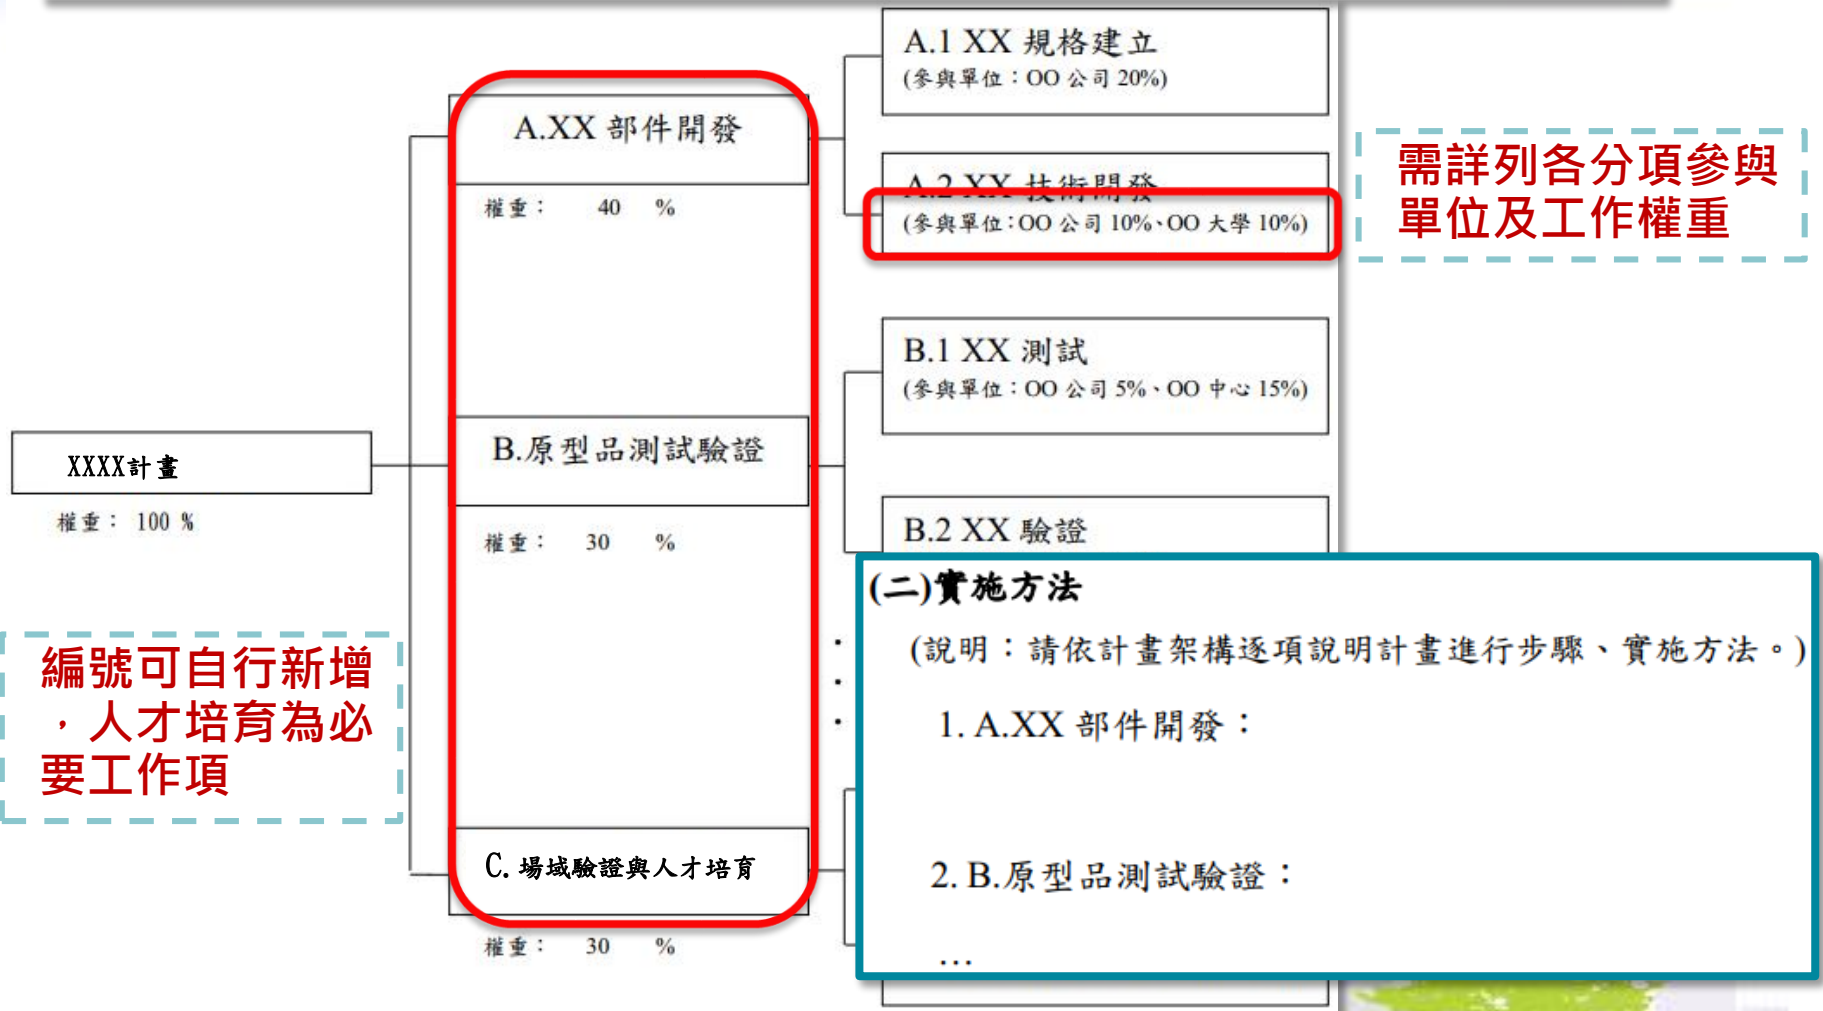 A.1 XX 規格建立
(參與單位：OO 公司 20%)
A.XX 部件開發
權重： 40 %
A.2 XX 技術開發
(參與單位：OO 公司 10%、OO 大學 10%)
需詳列各分項參與
單位及工作權重
B.1 XX 測試
(參與單位：OO 公司 5%、OO 中心 15%)
XXXX計畫
權重： 100 %
B.原型品測試驗證
權重： 30 %
B.2 XX 驗證
編號可自行新增
，人才培育為必
要工作項
C.場域驗證與人才培育
權重： 30 %
(二)實施方法
(說明：請依計畫架構逐項說明計畫進行步驟、實施方法。)
1. A.XX 部件開發：
2. B.原型品測試驗證：
…